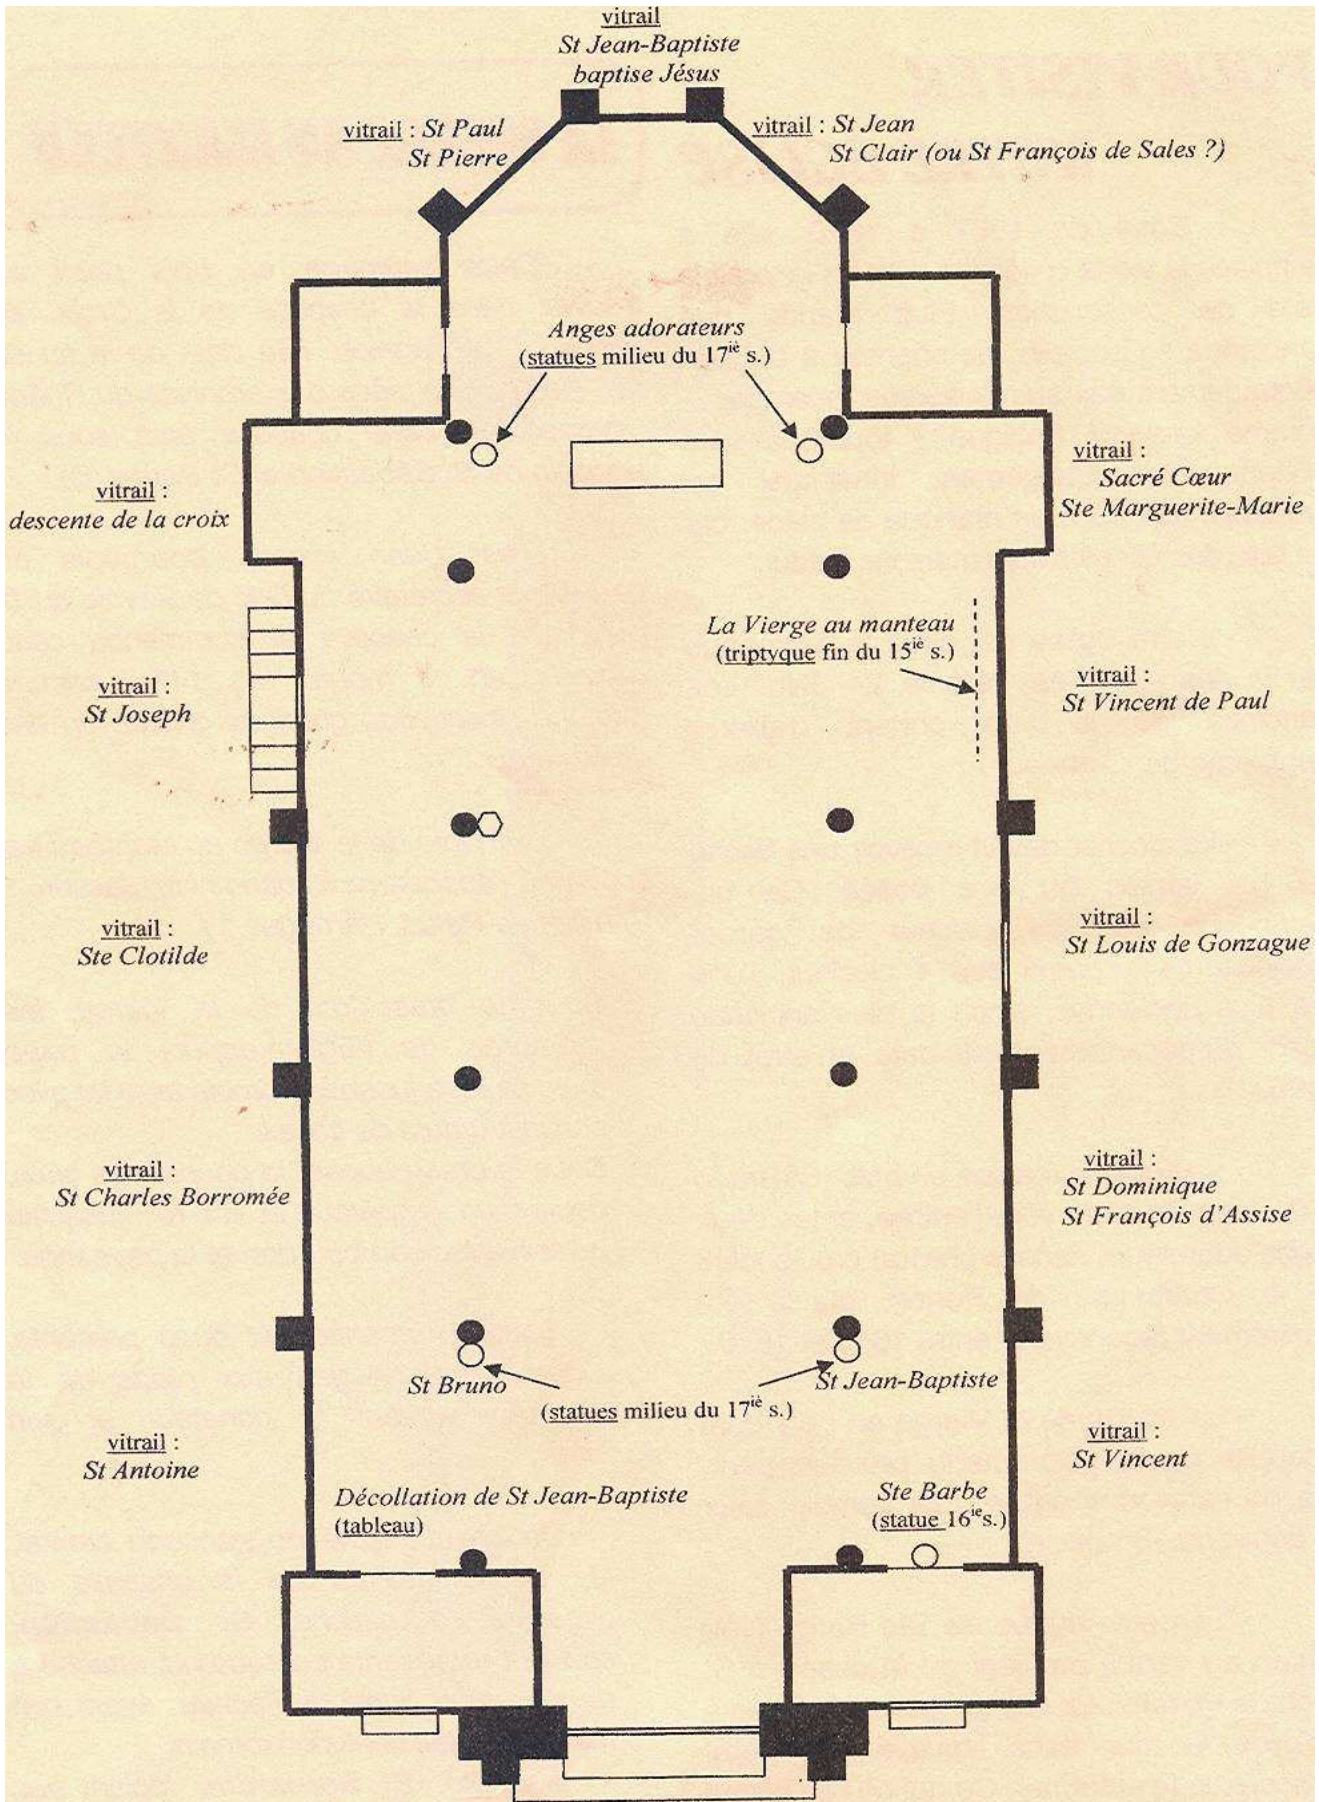 vitrail
St Jean-Baptiste
baptise Jésus
vitrail : St Paul
St Pierre
vitrail : St Jean
St Clair (ou St François de Sales ?)
Anges adorateurs
(statues milieu du 17iè s.)
vitrail :
descente de la croix
vitrail :
Sacré Cœur
Ste Marguerite-Marie
La Vierge au manteau
(triptyque fin du 15iè s.)
vitrail :
St Joseph
vitrail :
St Vincent de Paul
vitrail :
Ste Clotilde
vitrail :
St Louis de Gonzague
vitrail :
St Charles Borromée
vitrail :
St Dominique
St François d'Assise
St Bruno
St Jean-Baptiste
(statues milieu du 17iè s.)
vitrail :
St Antoine
vitrail :
St Vincent
Décollation de St Jean-Baptiste
(tableau)
Ste Barbe
(statue 16ie s.)